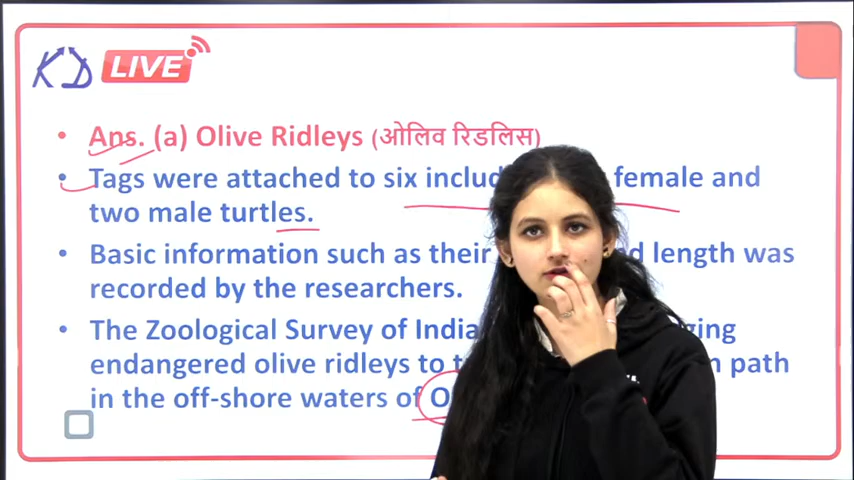 KD LIVE
• Ans. (a) Olive Ridleys (ओलिव रिडलिस)
• Tags were attached to six female and
two male turtles.
• Basic information such as their length was
recorded by the researchers.
• The Zoological Survey of India
endangered olive ridleys to path
in the off-shore waters of